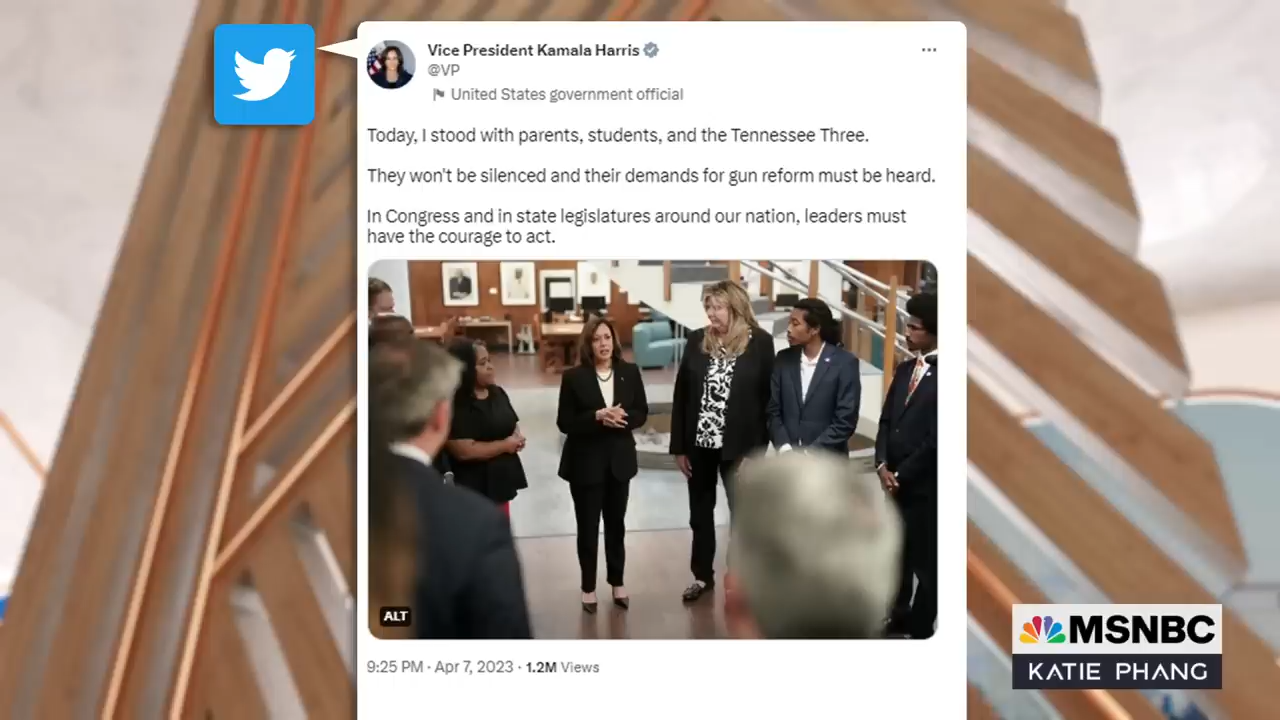 Vice President Kamala Harris
@VP
United States government official
Today, I stood with parents, students, and the Tennessee Three.
They won't be silenced and their demands for gun reform must be heard.
In Congress and in state legislatures around our nation, leaders must
have the courage to act.
ALT
9:25 PM · Apr 7, 2023 · 1.2M Views
MSNBC
KATIE PHANG